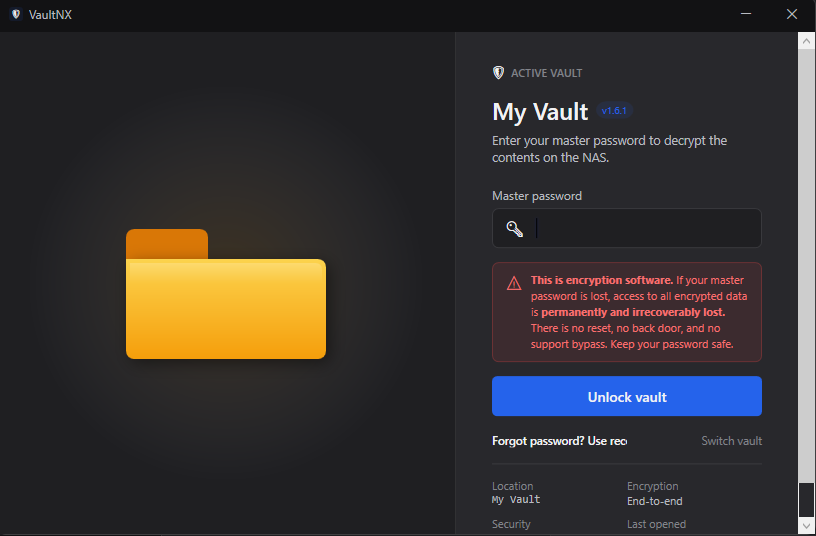 VaultNX
ACTIVE VAULT
My Vault v1.6.1
Enter your master password to decrypt the
contents on the NAS.
Master password
This is encryption software. If your master
password is lost, access to all encrypted data
is permanently and irrecoverably lost.
There is no reset, no back door, and no
support bypass. Keep your password safe.
Unlock vault
Forgot password? Use rec
Switch vault
Location
Encryption
My Vault
End-to-end
Security
Last opened